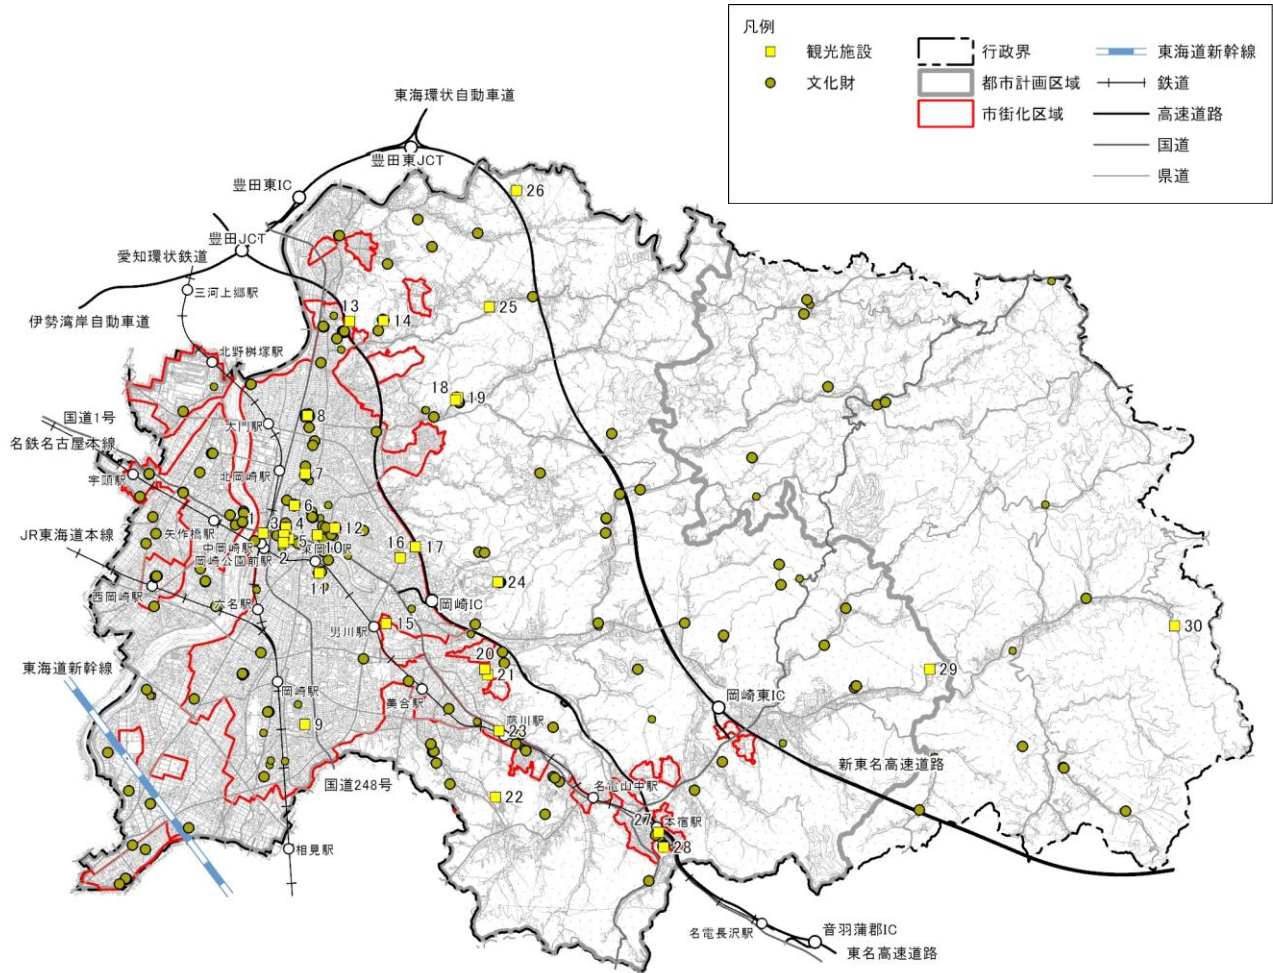 凡例
観光施設
文化財
行政界
都市計画区域
市街化区域
東海道新幹線
鉄道
高速道路
国道
県道
東海環状自動車道
豊田東JCT
豊田東IC
豊田JCT
愛知環状鉄道
三河上郷駅
伊勢湾岸自動車道
北野桝塚駅
国道1号
名鉄名古屋本線
宇頭駅
大門駅
北岡崎駅
矢作橋駅
JR東海道本線
中岡崎駅
岡崎公園前駅
西岡崎駅
六名駅
岡崎IC
男川駅
東海道新幹線
岡崎駅
美合駅
藤川駅
岡崎東IC
新東名高速道路
国道248号
名電山中駅
本宿駅
相見駅
名電長沢駅
音羽蒲郡IC
東名高速道路
26
25
13
14
18
19
8
7
6
1
3
4
12
2
5
10
11
16
17
24
15
20
21
9
23
22
27
28
29
30